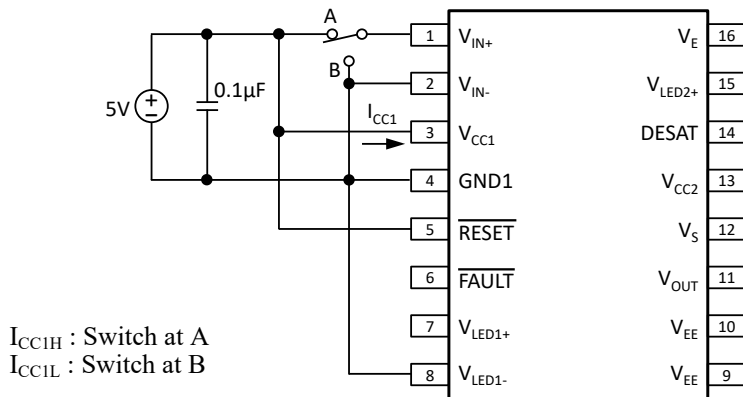 A
B
5V
0.1µF
I_CC1
1 V_IN+ V_E 16
2 V_IN- V_LED2+ 15
3 V_CC1 DESAT 14
4 GND1 V_CC2 13
5 RESET V_S 12
6 FAULT V_OUT 11
7 V_LED1+ V_EE 10
8 V_LED1- V_EE 9
I_CC1H : Switch at A
I_CC1L : Switch at B